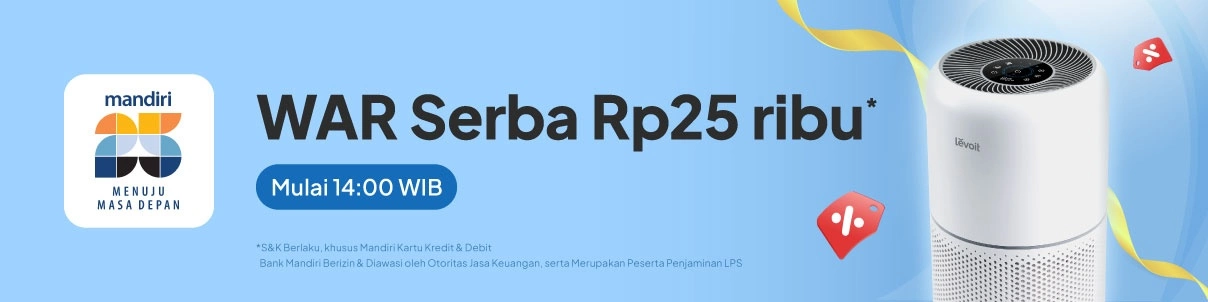 mandiri
MENUJU
MASA DEPAN
WAR Serba Rp25 ribu*
Mulai 14:00 WIB
*S&K Berlaku, khusus Mandiri Kartu Kredit & Debit
Bank Mandiri Berizin & Diawasi oleh Otoritas Jasa Keuangan, serta Merupakan Peserta Penjaminan LPS
levoit